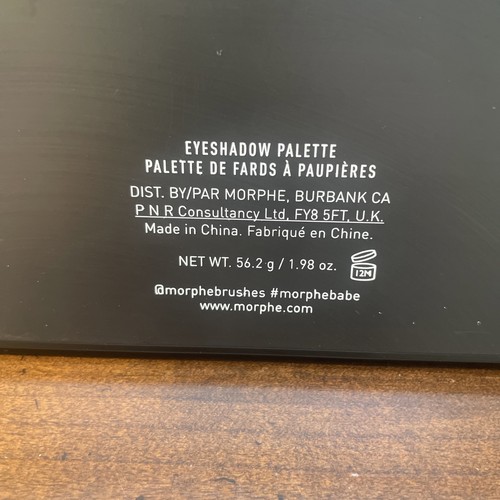 EYESHADOW PALETTE
PALETTE DE FARDS À PAUPIÈRES
DIST. BY/PAR MORPHE, BURBANK CA
P N R Consultancy Ltd, FY8 5FT, U.K.
Made in China. Fabriqué en Chine.
NET WT. 56.2 g / 1.98 oz.
12M
@morphebrushes #morphebabe
www.morphe.com